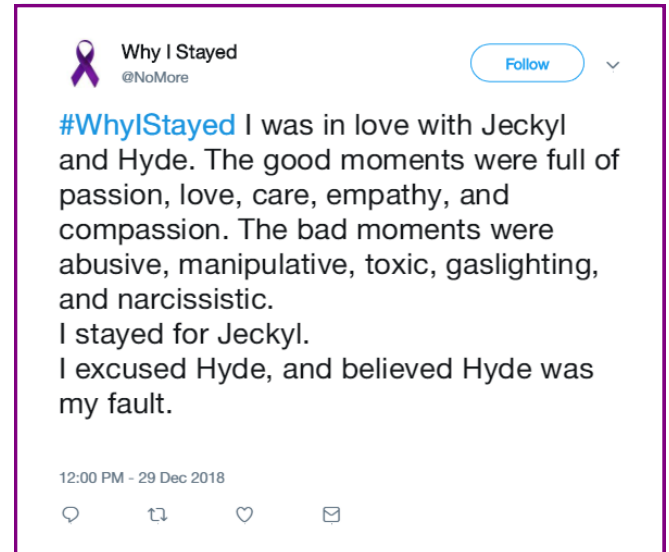 Why I Stayed
@NoMore
Follow
#WhyIStayed I was in love with Jeckyl
and Hyde. The good moments were full of
passion, love, care, empathy, and
compassion. The bad moments were
abusive, manipulative, toxic, gaslighting,
and narcissistic.
I stayed for Jeckyl.
I excused Hyde, and believed Hyde was
my fault.
12:00 PM - 29 Dec 2018